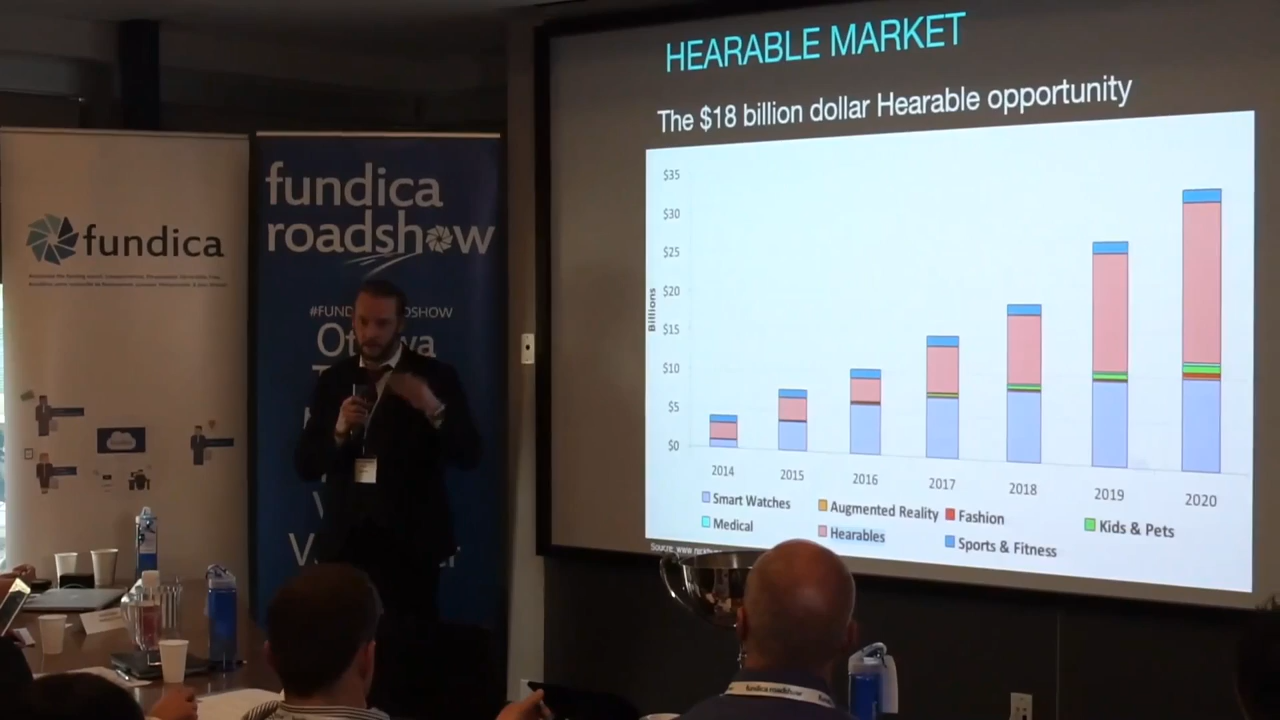 HEARABLE MARKET
The $18 billion dollar Hearable opportunity
$35
$30
$25
$20
$15
$10
$5
$0
Billions
2014 2015 2016 2017 2018 2019 2020
Smart Watches Augmented Reality Fashion Kids & Pets
Medical Hearables Sports & Fitness
fundica
fundica
roadshow
fundica roadshow